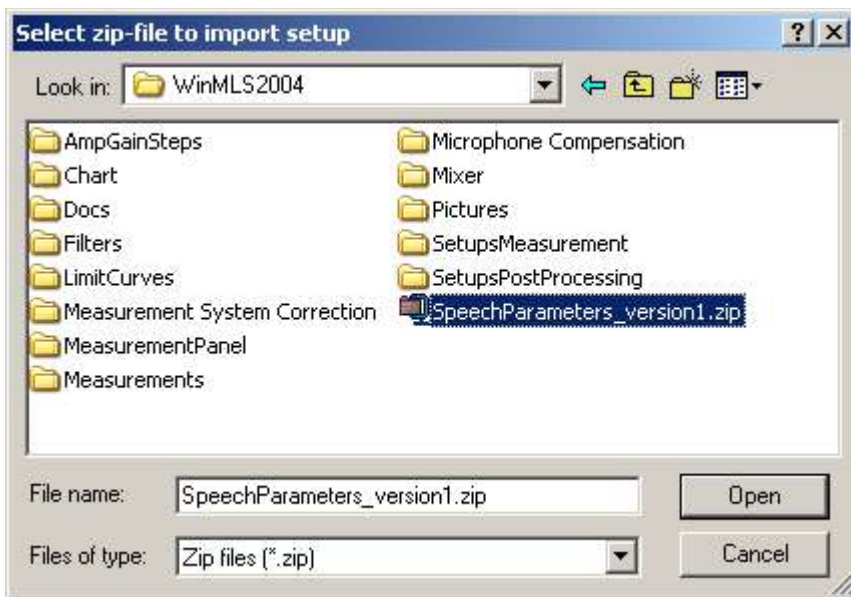 Select zip-file to import setup
Look in: WinMLS2004
AmpGainSteps
Chart
Docs
Filters
LimitCurves
Measurement System Correction
MeasurementPanel
Measurements
Microphone Compensation
Mixer
Pictures
SetupsMeasurement
SetupsPostProcessing
SpeechParameters_version1.zip
File name: SpeechParameters_version1.zip Open
Files of type: Zip files (*.zip) Cancel